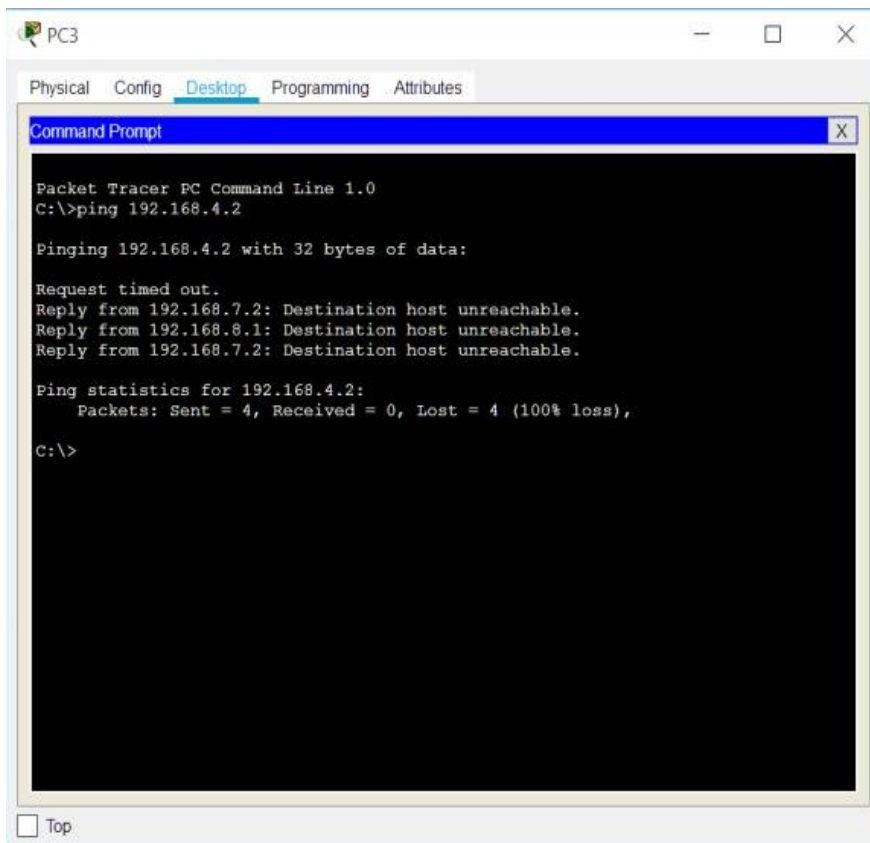 PC3
Physical Config Desktop Programming Attributes
Command Prompt
X
Packet Tracer PC Command Line 1.0
C:\>ping 192.168.4.2
Pinging 192.168.4.2 with 32 bytes of data:
Request timed out.
Reply from 192.168.7.2: Destination host unreachable.
Reply from 192.168.8.1: Destination host unreachable.
Reply from 192.168.7.2: Destination host unreachable.
Ping statistics for 192.168.4.2:
    Packets: Sent = 4, Received = 0, Lost = 4 (100% loss),
C:\>
Top